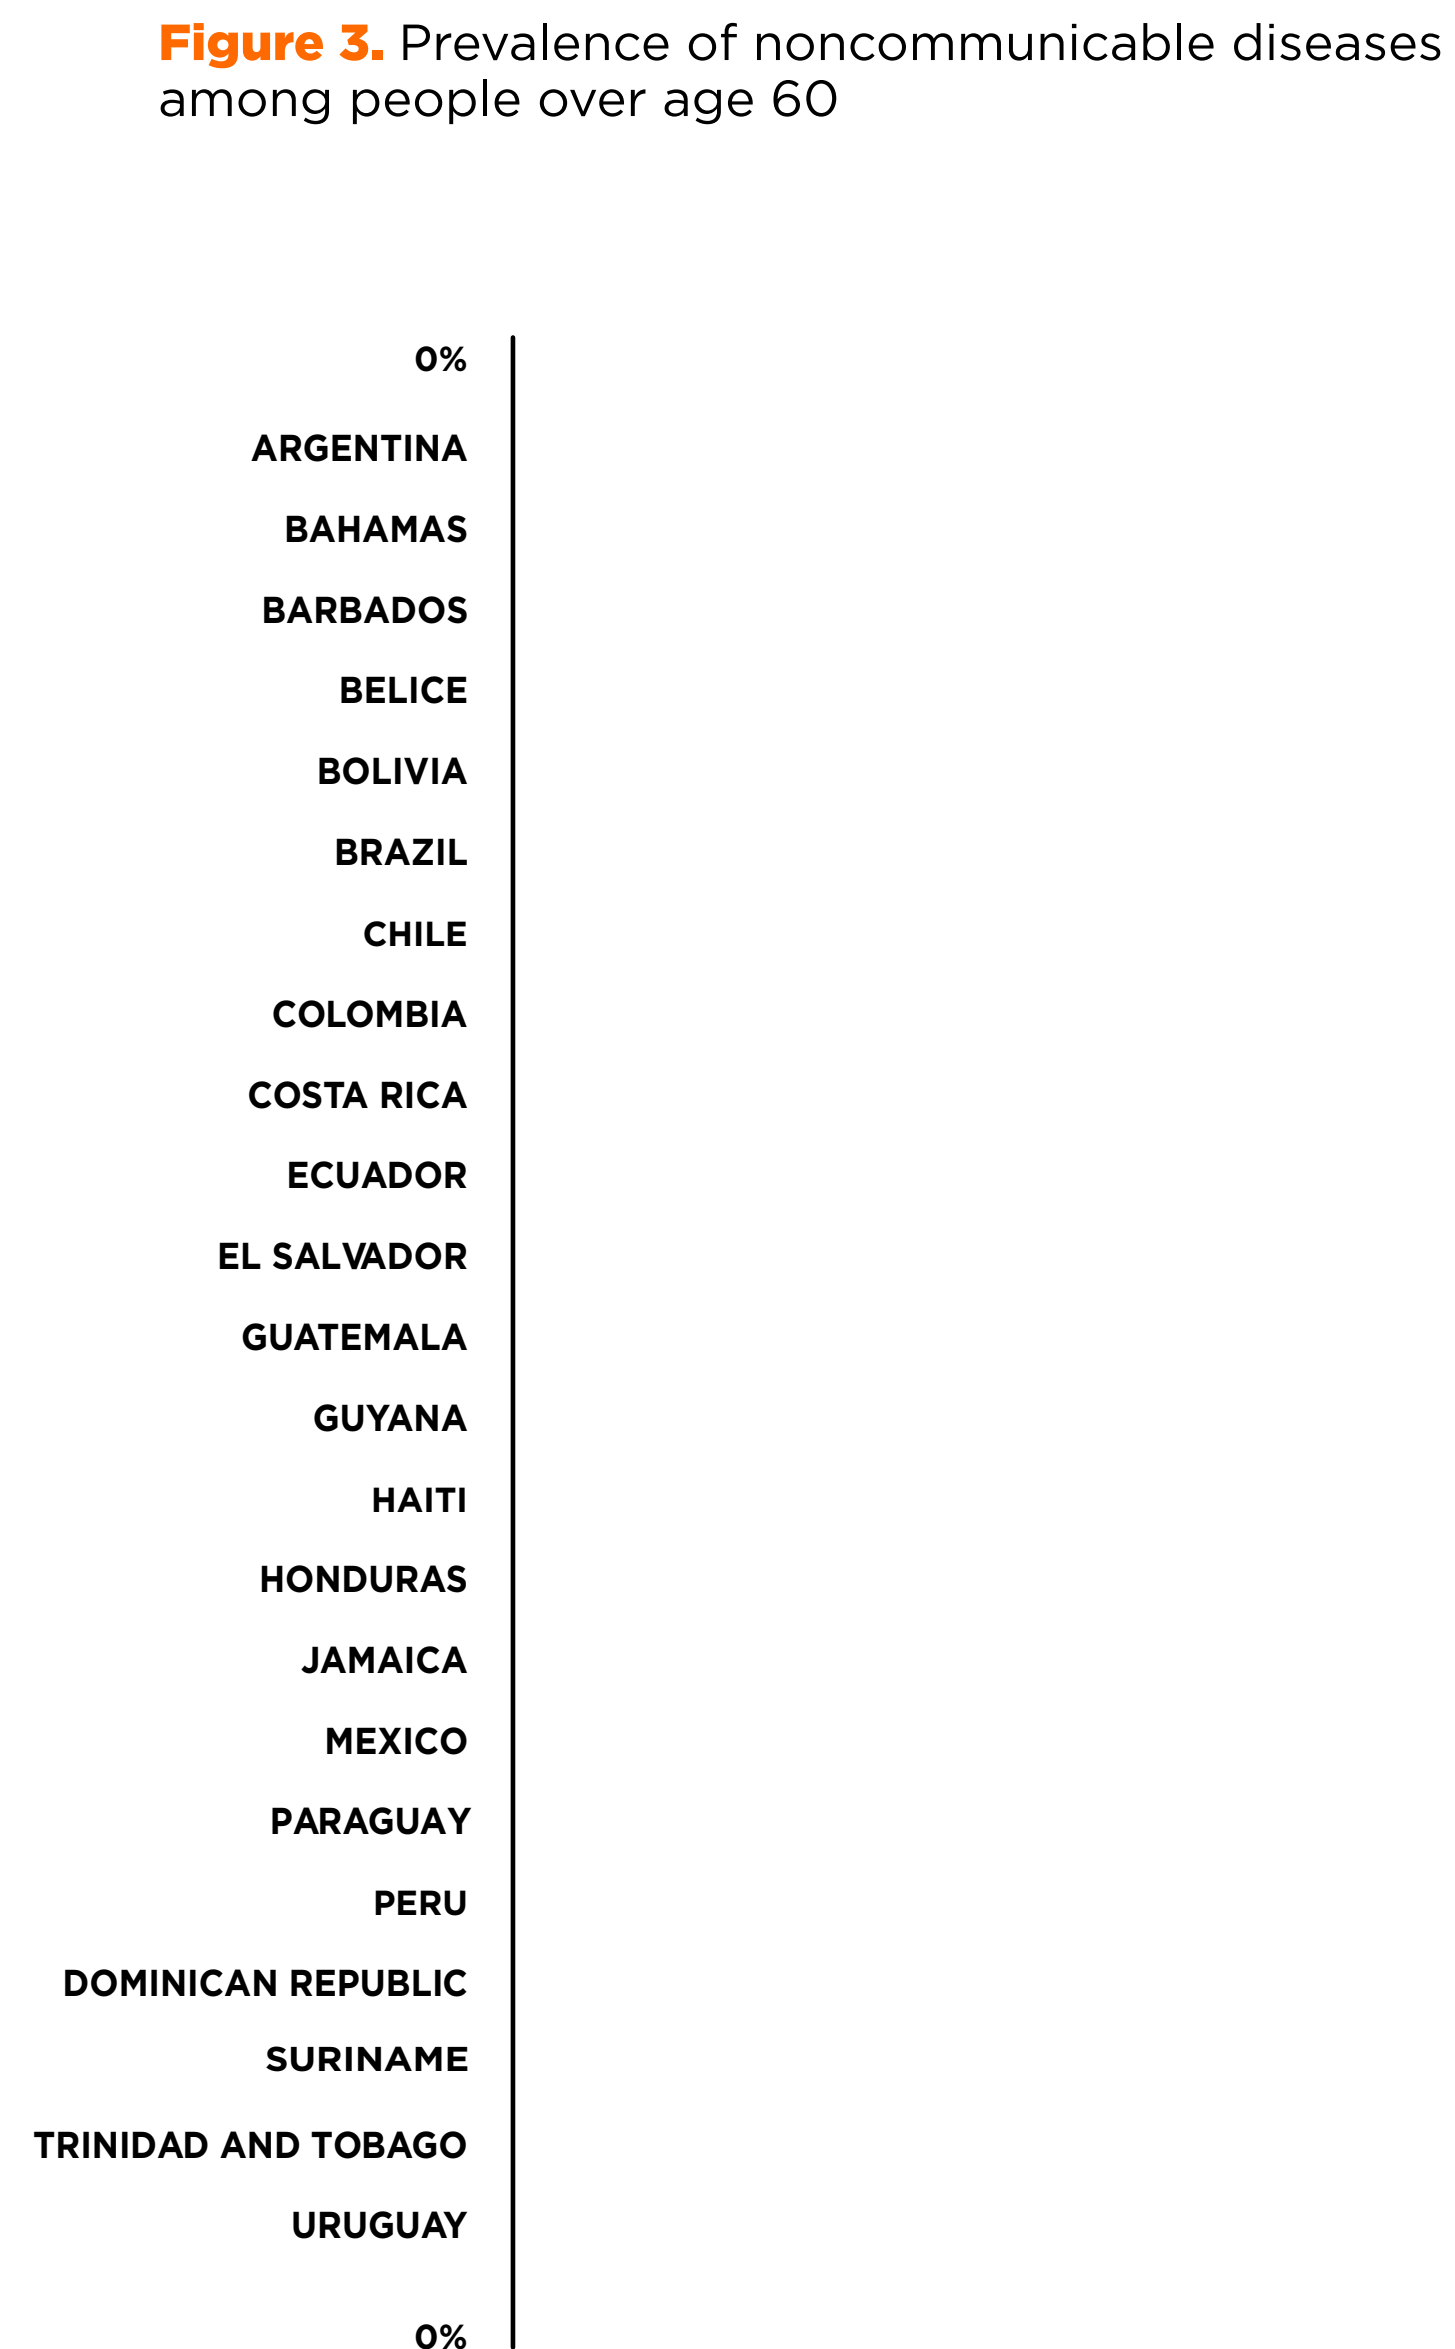 Figure 3. Prevalence of noncommunicable diseases
among people over age 60
0%
ARGENTINA
BAHAMAS
BARBADOS
BELICE
BOLIVIA
BRAZIL
CHILE
COLOMBIA
COSTA RICA
ECUADOR
EL SALVADOR
GUATEMALA
GUYANA
HAITI
HONDURAS
JAMAICA
MEXICO
PARAGUAY
PERU
DOMINICAN REPUBLIC
SURINAME
TRINIDAD AND TOBAGO
URUGUAY
0%